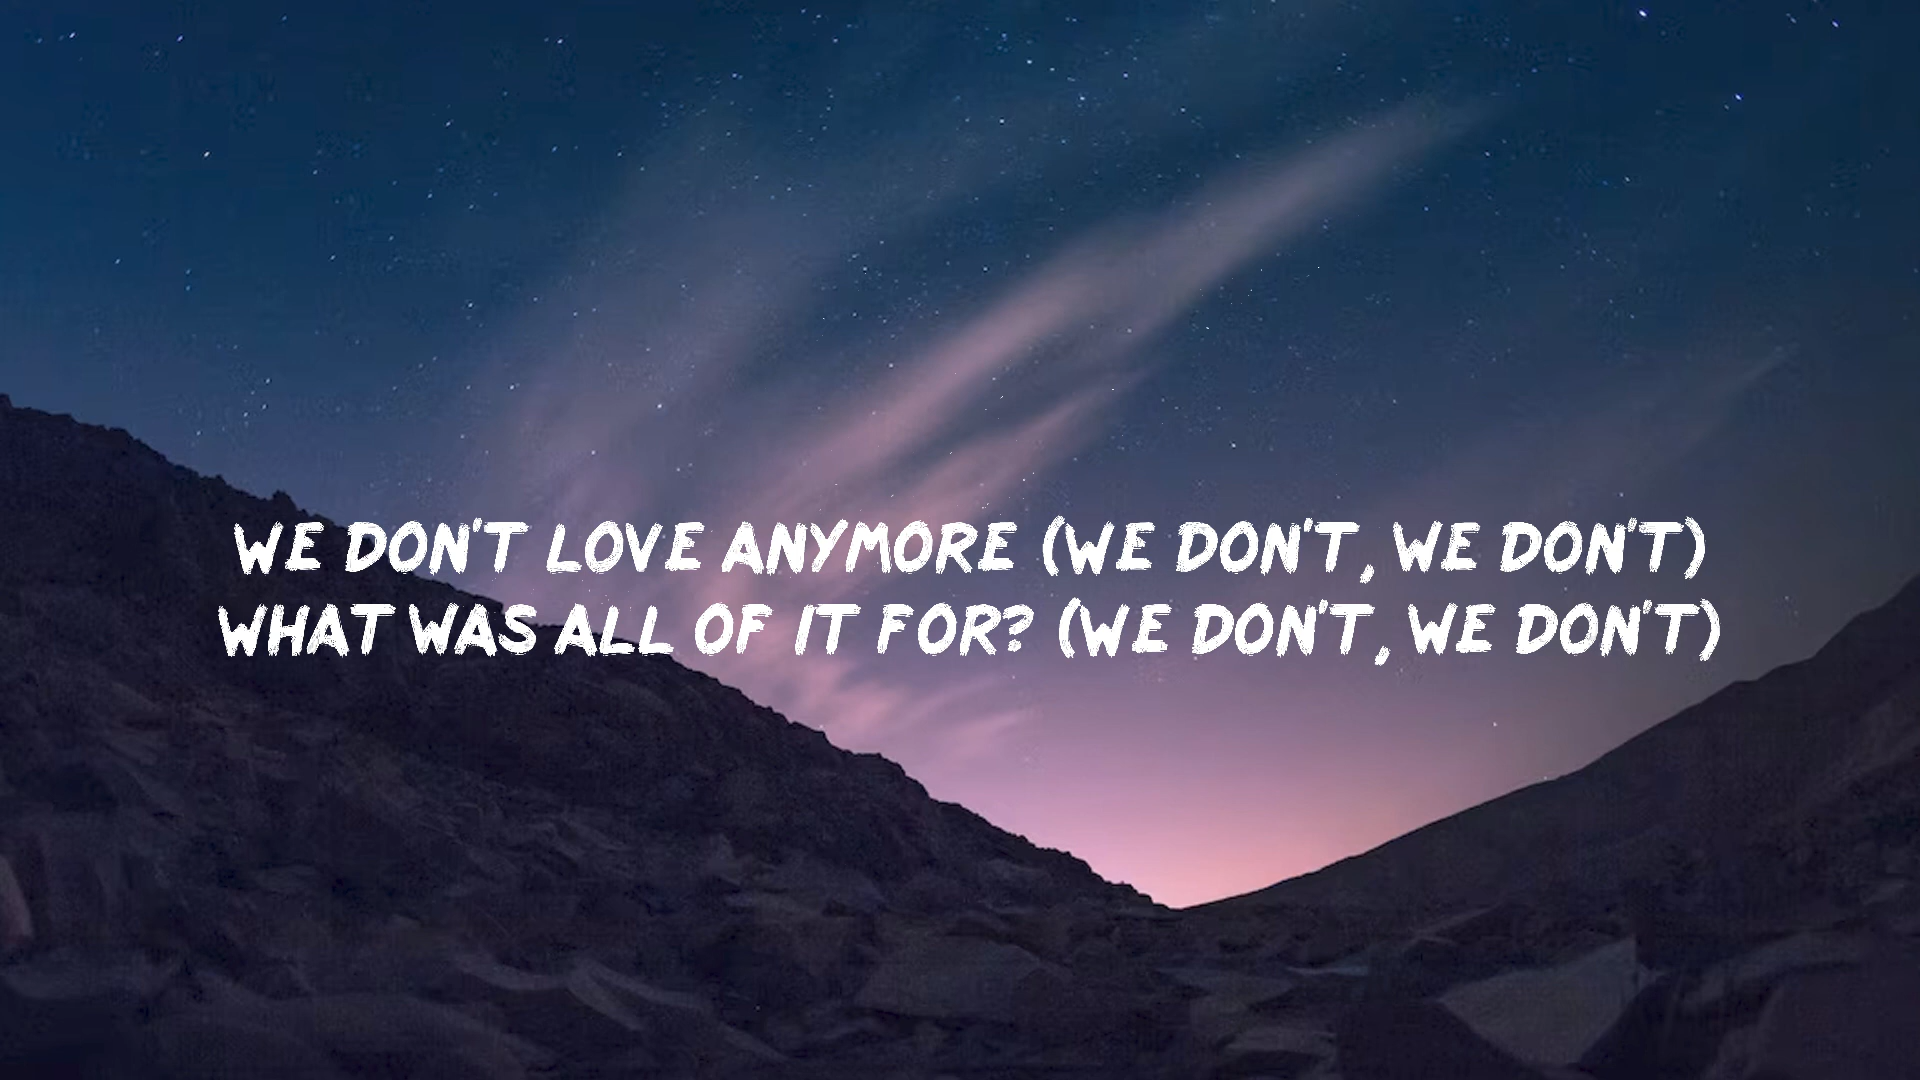 WE DON'T LOVE ANYMORE (WE DON'T, WE DON'T)
WHAT WAS ALL OF IT FOR? (WE DON'T, WE DON'T)